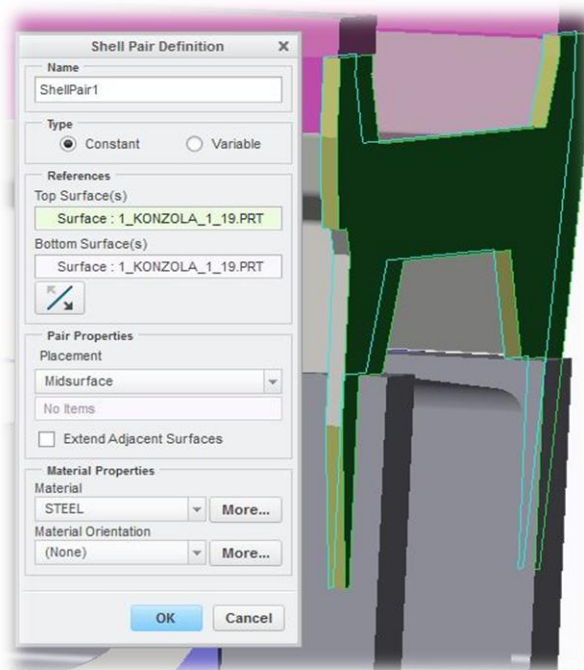 Shell Pair Definition
Name
ShellPair1
Type
Constant
Variable
References
Top Surface(s)
Surface : 1_KONZOLA_1_19.PRT
Bottom Surface(s)
Surface : 1_KONZOLA_1_19.PRT
Pair Properties
Placement
Midsurface
No Items
Extend Adjacent Surfaces
Material Properties
Material
STEEL
More...
Material Orientation
(None)
More...
OK
Cancel